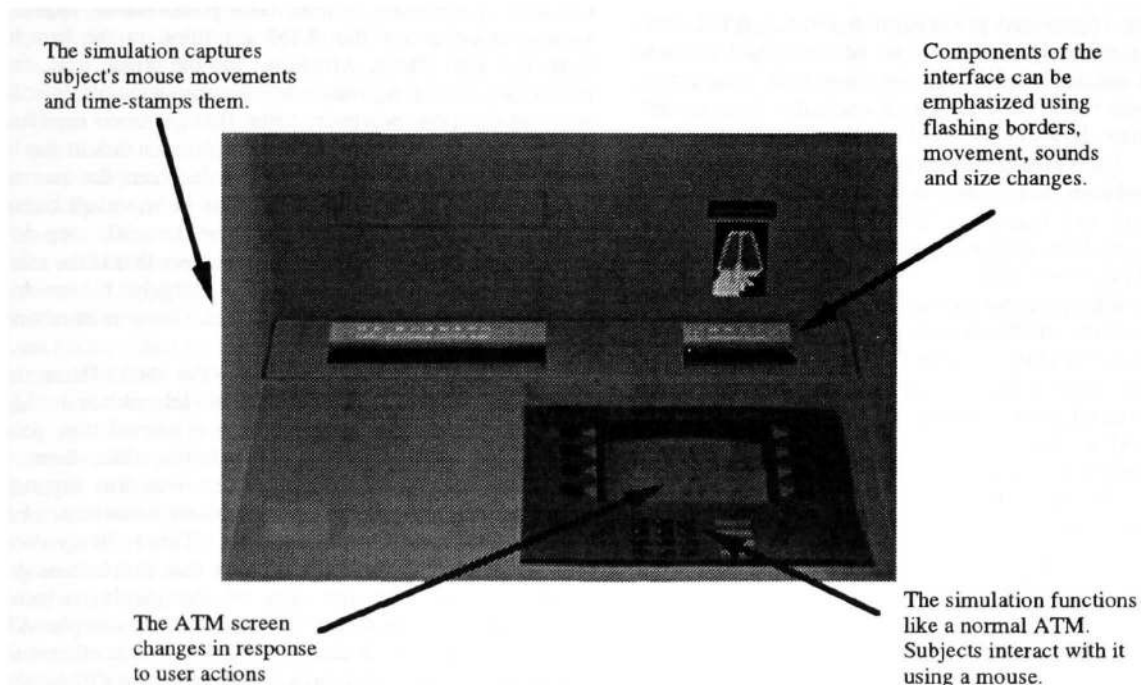 The simulation captures
subject's mouse movements
and time-stamps them.
Components of the
interface can be
emphasized using
flashing borders,
movement, sounds
and size changes.
The ATM screen
changes in response
to user actions
The simulation functions
like a normal ATM.
Subjects interact with it
using a mouse.